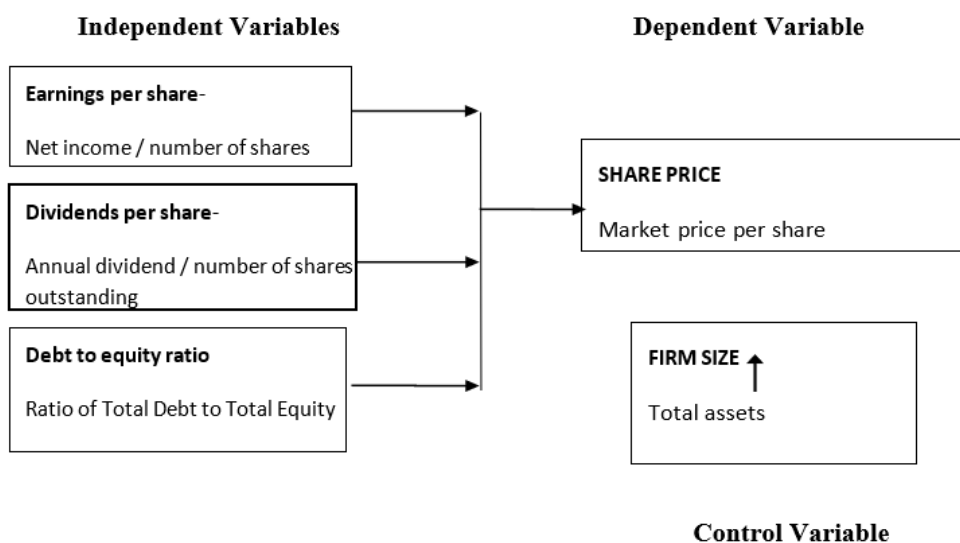 Independent Variables
Earnings per share-
Net income / number of shares
Dividends per share-
Annual dividend / number of shares
outstanding
Debt to equity ratio
Ratio of Total Debt to Total Equity
Dependent Variable
SHARE PRICE
Market price per share
FIRM SIZE
Total assets
Control Variable